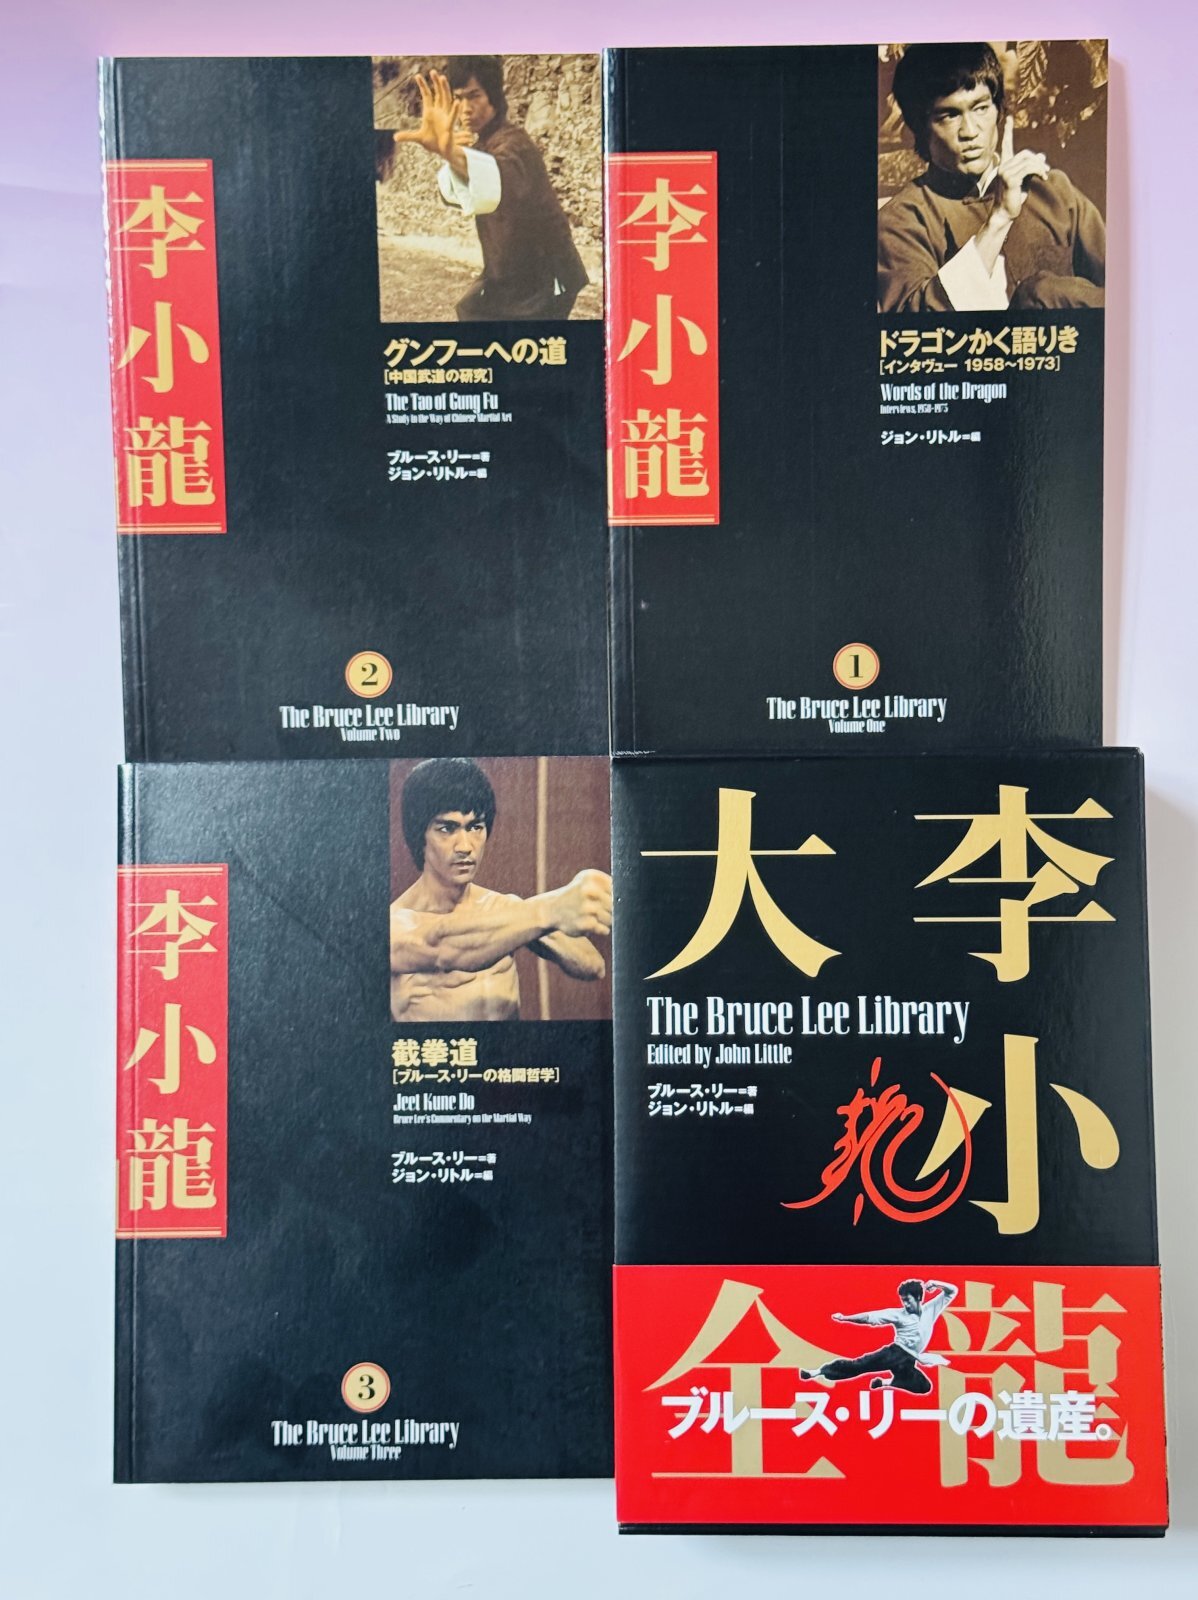 李小龍
グンフーへの道
[中国武道の研究]
The Tao of Gung Fu
A Study in the Way of Chinese Martial Art
ブルース・リー=著
ジョン・リトル=編
2
The Bruce Lee Library
Volume Two
李小龍
ドラゴンかく語りき
[インタヴュー 1958〜1973]
Words of the Dragon
Interviews, 1958-1973
ジョン・リトル=編
1
The Bruce Lee Library
Volume One
李小龍
截拳道
[ブルース・リーの格闘哲学]
Jeet Kune Do
Bruce Lee's Commentary on the Martial Way
ブルース・リー=著
ジョン・リトル=編
3
The Bruce Lee Library
Volume Three
李小龍
大全
The Bruce Lee Library
Edited by John Little
ブルース・リー=著
ジョン・リトル=編
ブルース・リーの遺産。